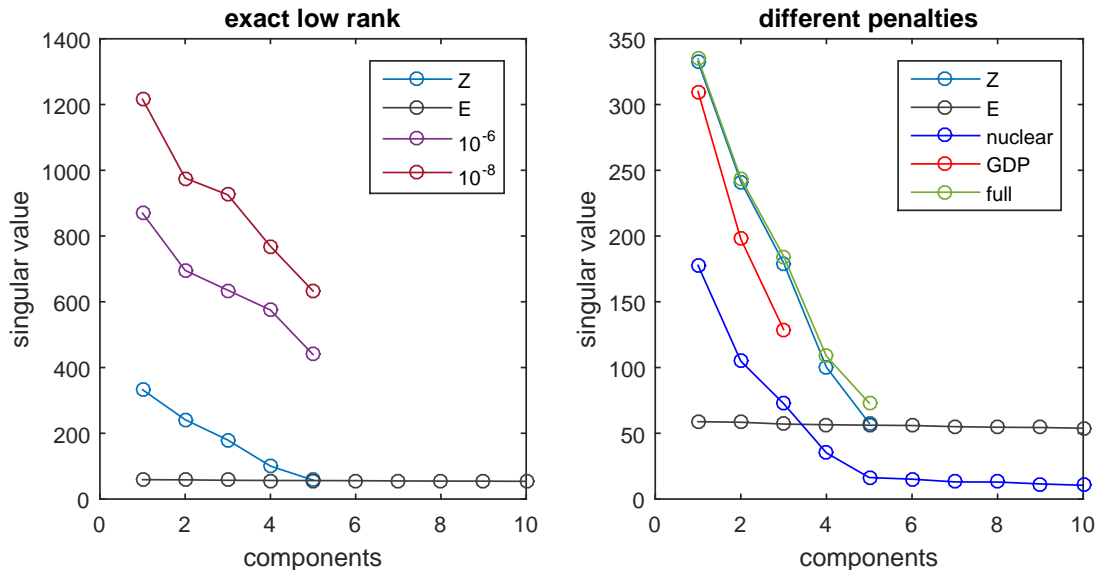 exact low rank
1400
1200
1000
800
600
400
200
0
0 2 4 6 8 10
singular value
components
Z
E
10^-6
10^-8
different penalties
350
300
250
200
150
100
50
0
0 2 4 6 8 10
singular value
components
Z
E
nuclear
GDP
full